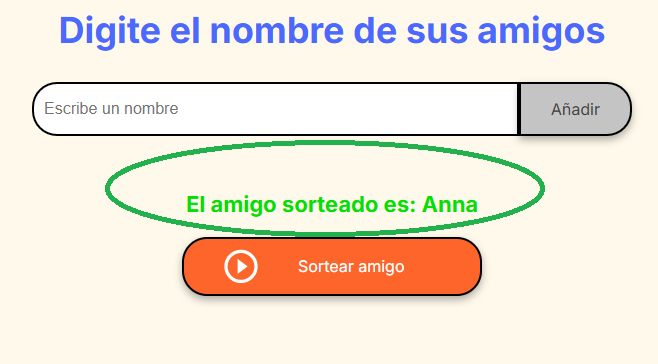 Digite el nombre de sus amigos
Escribe un nombre
Añadir
El amigo sorteado es: Anna
Sortear amigo